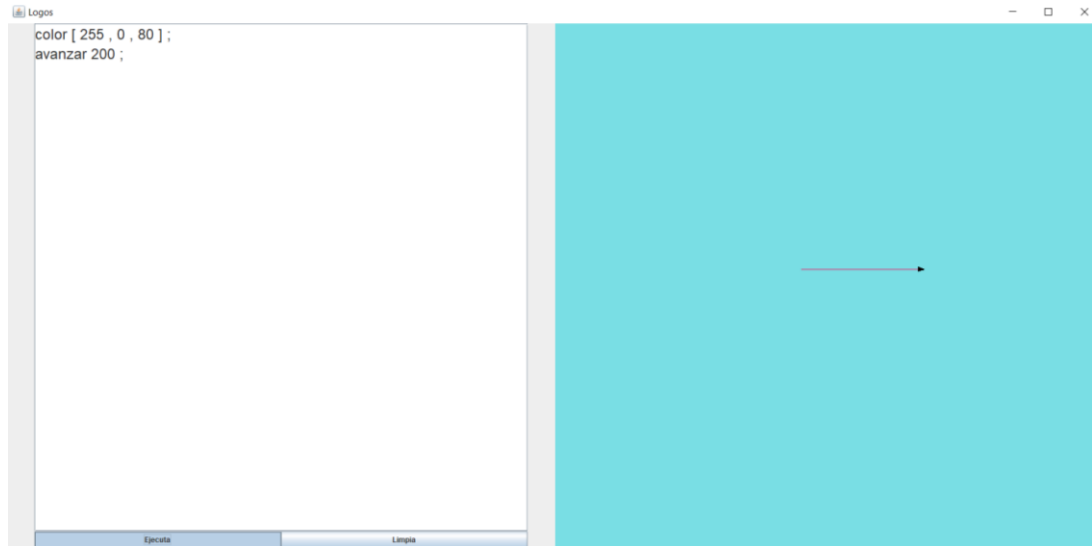 Logos
color [ 255 , 0 , 80 ] ;
avanzar 200 ;
Ejecuta
Limpia